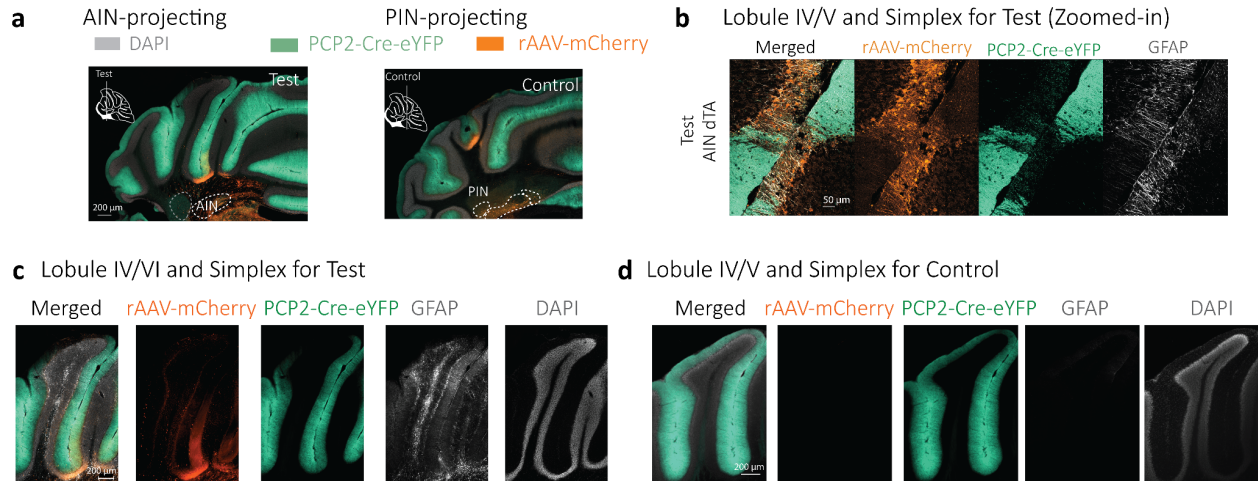 a
AIN-projecting
PIN-projecting
DAPI
PCP2-Cre-eYFP
rAAV-mCherry
Test
Test
AIN
200 µm
Control
Control
PIN
200 µm
b Lobule IV/V and Simplex for Test (Zoomed-in)
Merged rAAV-mCherry PCP2-Cre-eYFP GFAP
Test
AIN dTA
50 µm
c Lobule IV/VI and Simplex for Test
Merged rAAV-mCherry PCP2-Cre-eYFP GFAP DAPI
200 µm
d Lobule IV/V and Simplex for Control
Merged rAAV-mCherry PCP2-Cre-eYFP GFAP DAPI
200 µm